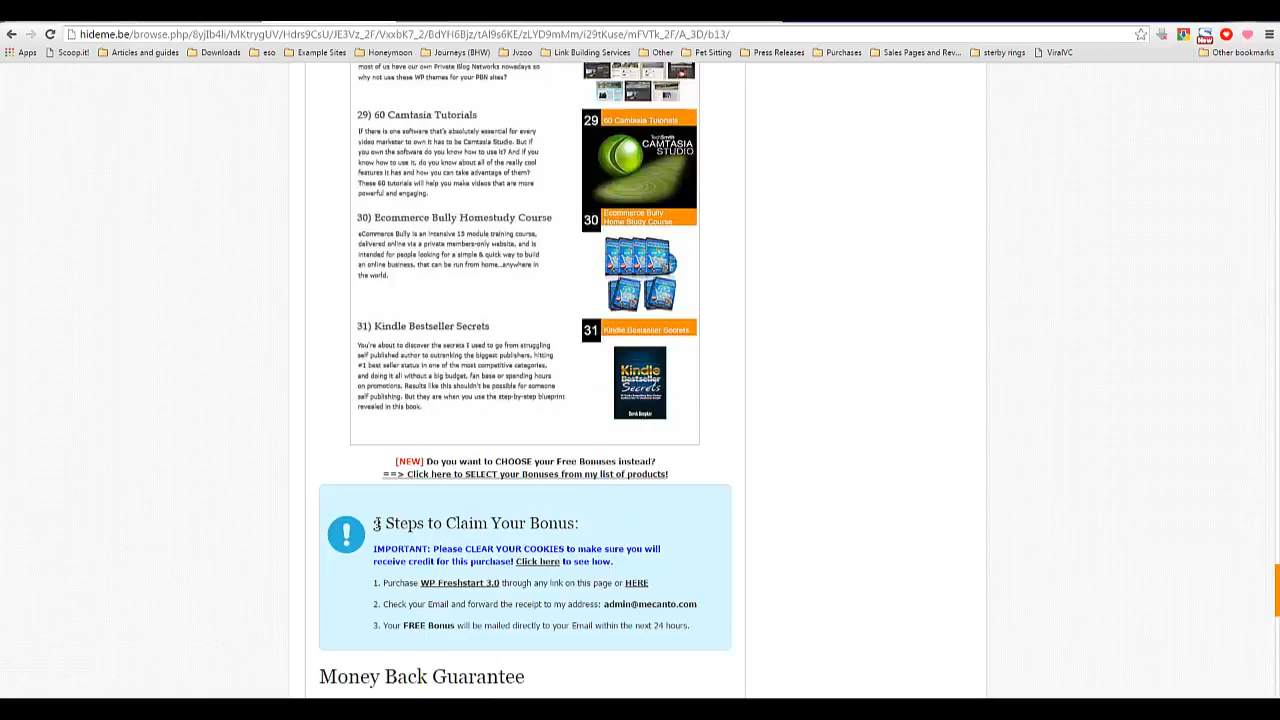 hideme.be/browse.php/8yjIb4li/MKtrygUV/Hdrs9CsU/JE3Vz_2F/VxxbK7_2/BdYH6Bjz/tAl9s6KE/zLYD9mMm/i29tKuse/mFVTk_2F/A_3D/b13/
New
Apps Scoop.it! Articles and guides Downloads eso Example Sites Honeymoon Journeys (BHW) Jvzoo Link Building Services Other Pet Sitting Press Releases Purchases Sales Pages and Rev... sterby rings ViralVC Other bookmarks
most of us have our own Private Blog Networks nowadays so
why not use these WP themes for your PBN sites?
29) 60 Camtasia Tutorials
If there is one software that's absolutely essential for every
video marketer to own it has to be Camtasia Studio. But if
you own the software do you know how to use it? And if you
know how to use it, do you know about all of the really cool
features it has and how you can take advantage of them?
These 60 tutorials will help you make videos that are more
powerful and engaging.
29 60 Camtasia Tutorials
TechSmith
CAMTASIA
STUDIO
30) Ecommerce Bully Homestudy Course
eCommerce Bully is an intensive 15 module training course,
delivered online via a private members-only website, and is
intended for people looking for a simple & quick way to build
an online business, that can be run from home...anywhere in
the world.
30 Ecommerce Bully
Home Study Course
31) Kindle Bestseller Secrets
You're about to discover the secrets I used to go from struggling
self published author to outranking the biggest publishers, hitting
#1 best seller status in one of the most competitive categories,
and doing it all without a big budget, fan base or spending hours
on promotions. Results like this shouldn't be possible for someone
self publishing. But they are when you use the step-by-step blueprint
revealed in this book.
31 Kindle Bestseller Secrets
Kindle
Bestseller
Secrets
[NEW] Do you want to CHOOSE your Free Bonuses instead?
==> Click here to SELECT your Bonuses from my list of products!
3 Steps to Claim Your Bonus:
IMPORTANT: Please CLEAR YOUR COOKIES to make sure you will
receive credit for this purchase! Click here to see how.
1. Purchase WP Freshstart 3.0 through any link on this page or HERE
2. Check your Email and forward the receipt to my address: admin@mecanto.com
3. Your FREE Bonus will be mailed directly to your Email within the next 24 hours.
Money Back Guarantee